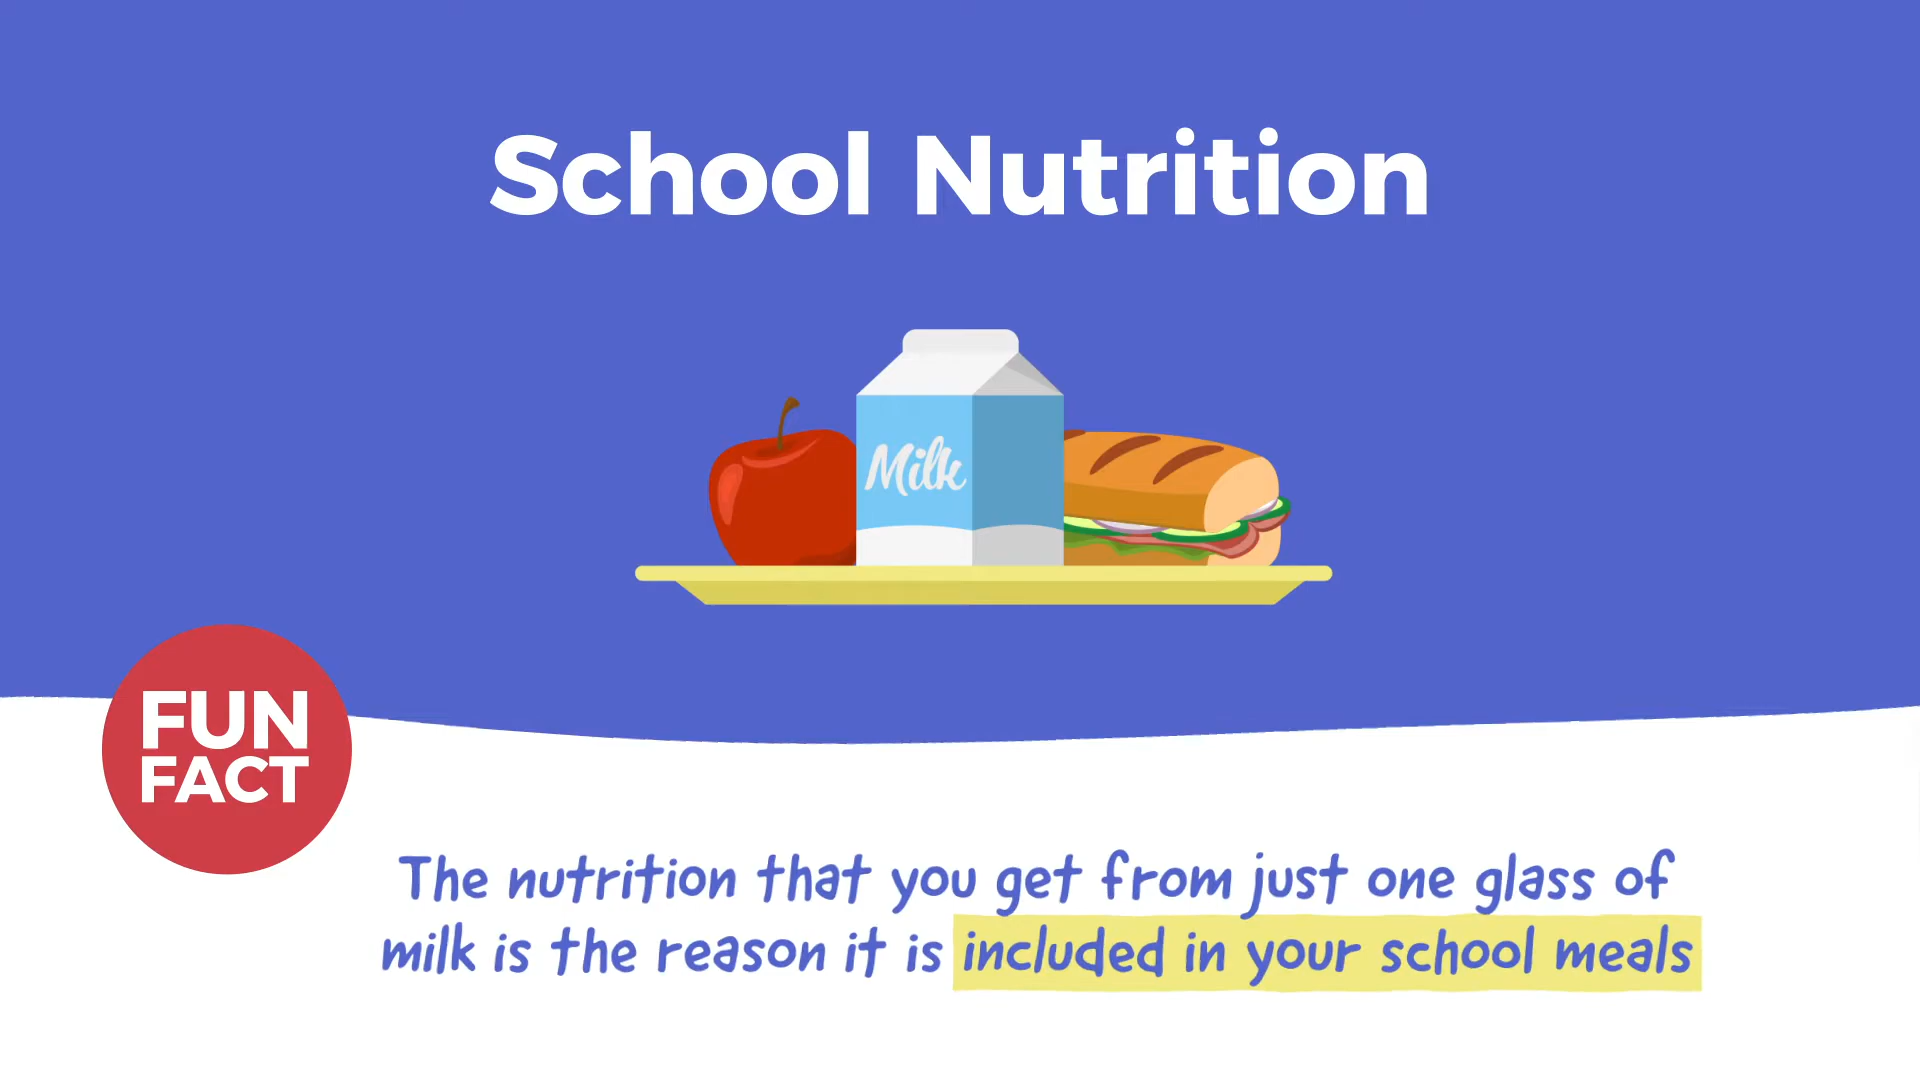 School Nutrition
Milk
FUN
FACT
The nutrition that you get from just one glass of
milk is the reason it is included in your school meals